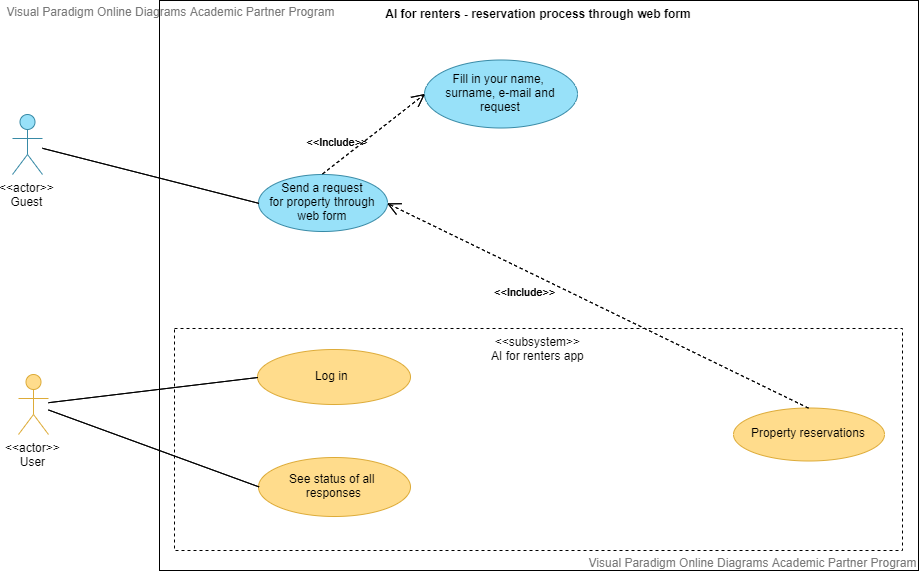 Visual Paradigm Online Diagrams Academic Partner Program
AI for renters - reservation process through web form
Fill in your name,
surname, e-mail and
request
<<Include>>
<<actor>>
Guest
Send a request
for property through
web form
<<Include>>
<<subsystem>>
AI for renters app
Log in
<<actor>>
User
Property reservations
See status of all
responses
Visual Paradigm Online Diagrams Academic Partner Program